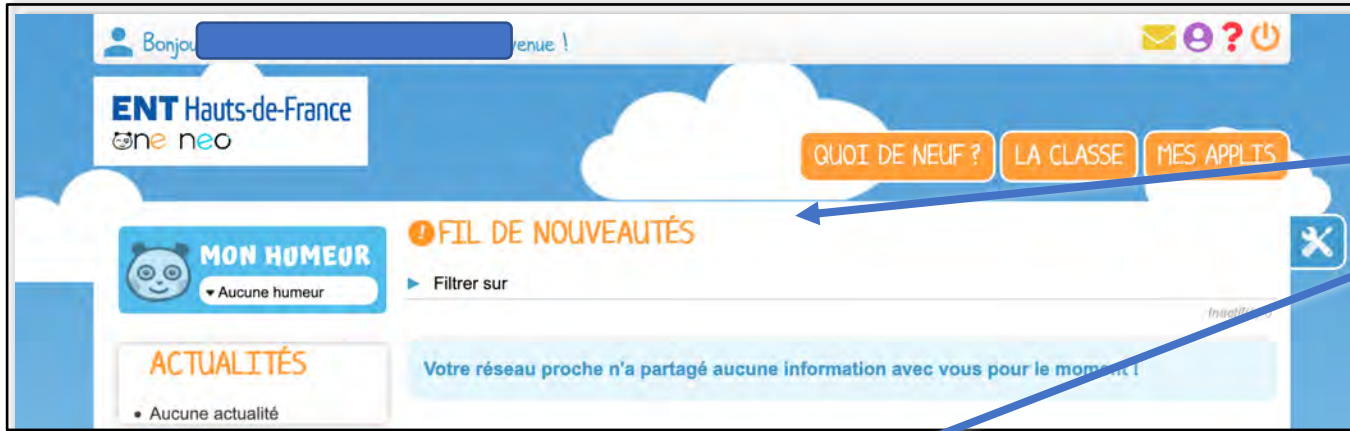 Bonjou enue !
ENT Hauts-de-France
one neo
QUOI DE NEUF ? LA CLASSE MES APPLIS
FIL DE NOUVEAUTÉS
MON HUMEUR
Aucune humeur
Filtrer sur
ACTUALITÉS
Votre réseau proche n'a partagé aucune information avec vous pour le moment !
• Aucune actualité